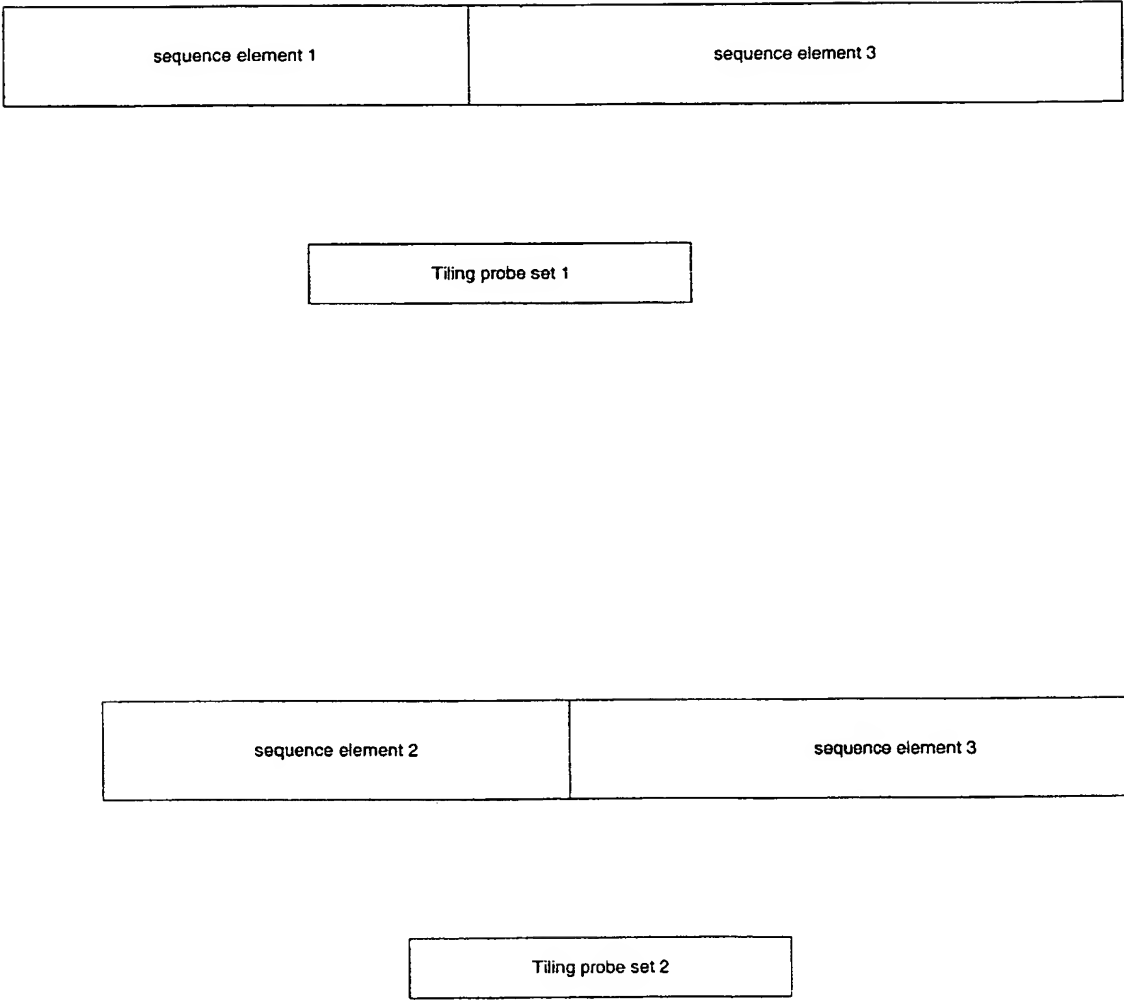 sequence element 1
sequence element 3
Tiling probe set 1
sequence element 2
sequence element 3
Tiling probe set 2